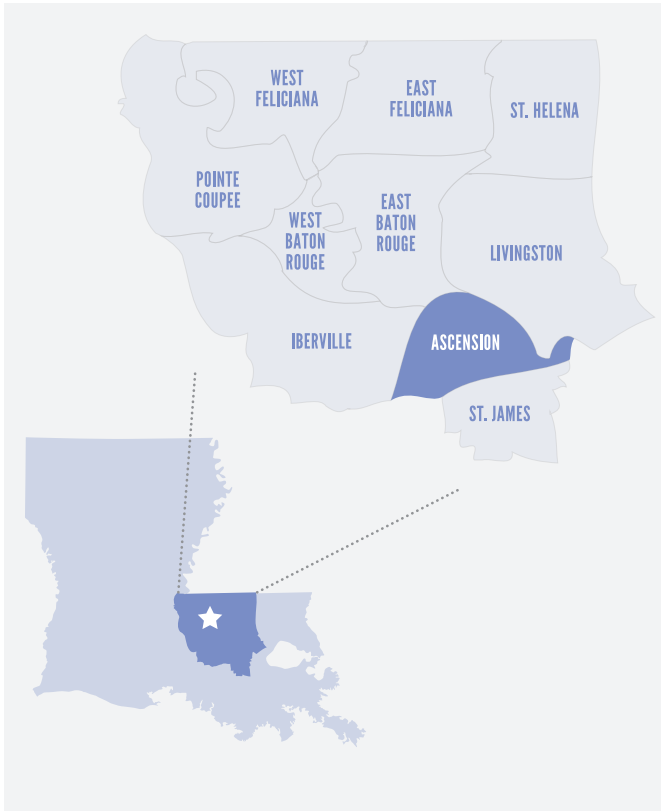 WEST
FELICIANA
EAST
FELICIANA
ST. HELENA
POINTE
COUPEE
WEST
BATON
ROUGE
EAST
BATON
ROUGE
LIVINGSTON
IBERVILLE
ASCENSION
ST. JAMES